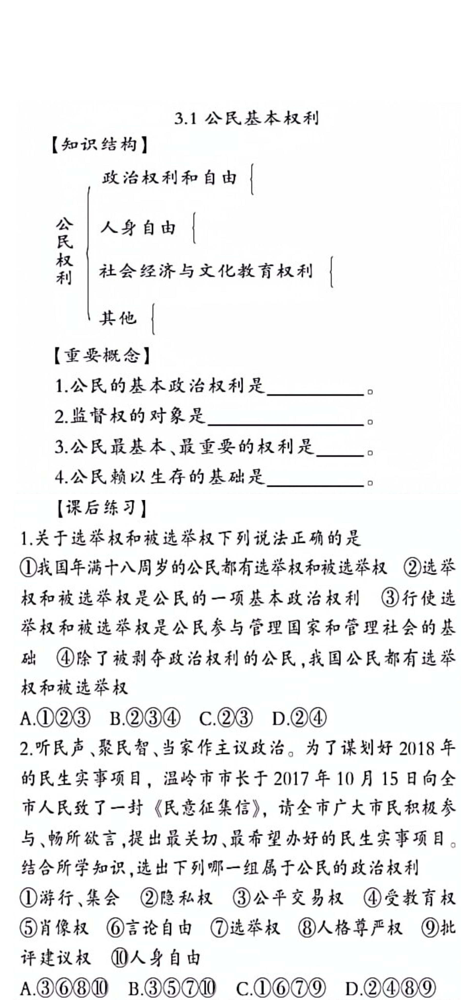 3.1 公民基本权利
【知识结构】
公民权利
政治权利和自由
人身自由
社会经济与文化教育权利
其他
【重要概念】
1.公民的基本政治权利是__________。
2.监督权的对象是________________。
3.公民最基本、最重要的权利是_____。
4.公民赖以生存的基础是__________。
【课后练习】
1.关于选举权和被选举权下列说法正确的是
①我国年满十八周岁的公民都有选举权和被选举权 ②选举
权和被选举权是公民的一项基本政治权利 ③行使选
举权和被选举权是公民参与管理国家和管理社会的基
础 ④除了被剥夺政治权利的公民,我国公民都有选举
权和被选举权
A.①②③ B.②③④ C.②③ D.②④
2.听民声、聚民智、当家作主议政治。为了谋划好 2018 年
的民生实事项目，温岭市市长于 2017 年 10 月 15 日向全
市人民致了一封《民意征集信》，请全市广大市民积极参
与、畅所欲言,提出最关切、最希望办好的民生实事项目。
结合所学知识,选出下列哪一组属于公民的政治权利
①游行、集会 ②隐私权 ③公平交易权 ④受教育权
⑤肖像权 ⑥言论自由 ⑦选举权 ⑧人格尊严权 ⑨批
评建议权 ⑩人身自由
A.③⑥⑧⑩ B.③⑤⑦⑩ C.①⑥⑦⑨ D.②④⑧⑨